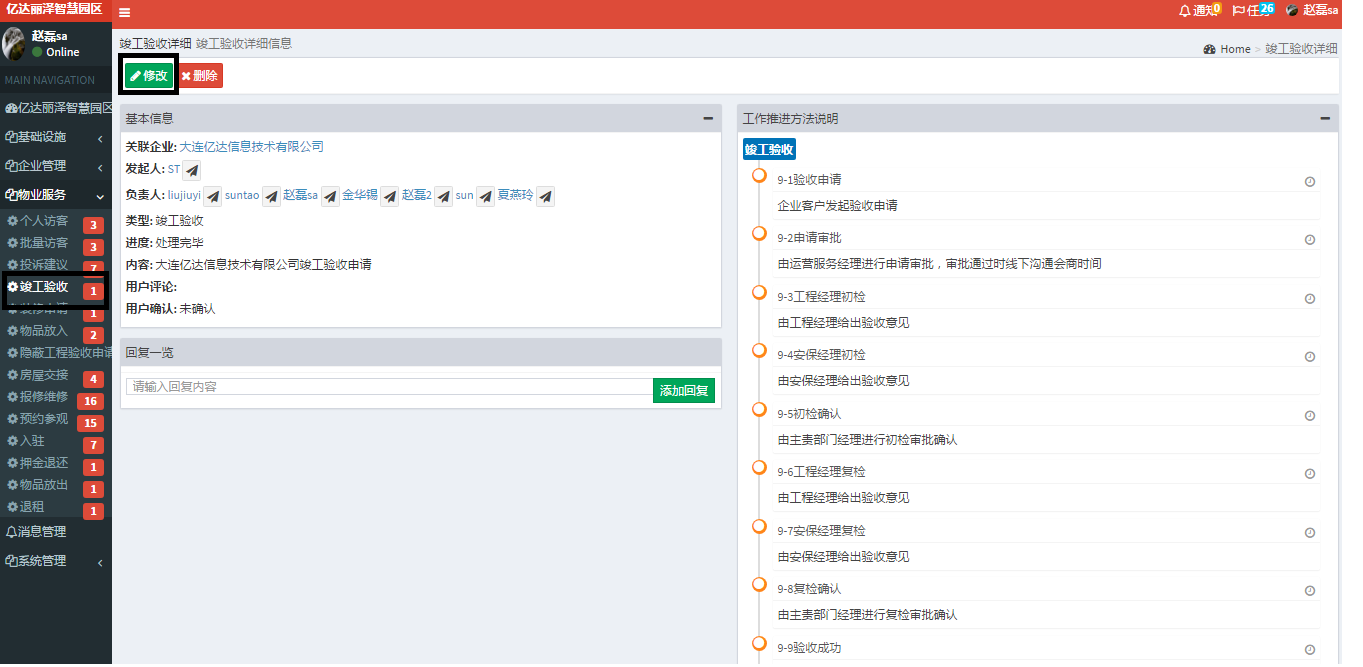 亿达丽泽智慧园区
通知 0 任务 26 赵磊sa
赵磊sa
Online
MAIN NAVIGATION
亿达丽泽智慧园区
基础设施
企业管理
物业服务
个人访客 3
批量访客 3
投诉建议 7
竣工验收 1
装修申请 1
物品放入 2
隐蔽工程验收申请
房屋交接 4
报修维修 16
预约参观 15
入驻 7
押金退还 1
物品放出 1
退租 1
消息管理
系统管理
竣工验收详细 竣工验收详细信息
Home > 竣工验收详细
修改 删除
基本信息
关联企业: 大连亿达信息技术有限公司
发起人: ST
负责人: liujiuyi suntao 赵磊sa 金华锡 赵磊2 sun 夏燕玲
类型: 竣工验收
进度: 处理完毕
内容: 大连亿达信息技术有限公司竣工验收申请
用户评论:
用户确认: 未确认
回复一览
请输入回复内容 添加回复
工作推进方法说明
竣工验收
9-1验收申请
企业客户发起验收申请
9-2申请审批
由运营服务经理进行申请审批，审批通过时线下沟通会商时间
9-3工程经理初检
由工程经理给出验收意见
9-4安保经理初检
由安保经理给出验收意见
9-5初检确认
由主责部门经理进行初检审批确认
9-6工程经理复检
由工程经理给出验收意见
9-7安保经理复检
由安保经理给出验收意见
9-8复检确认
由主责部门经理进行复检审批确认
9-9验收成功